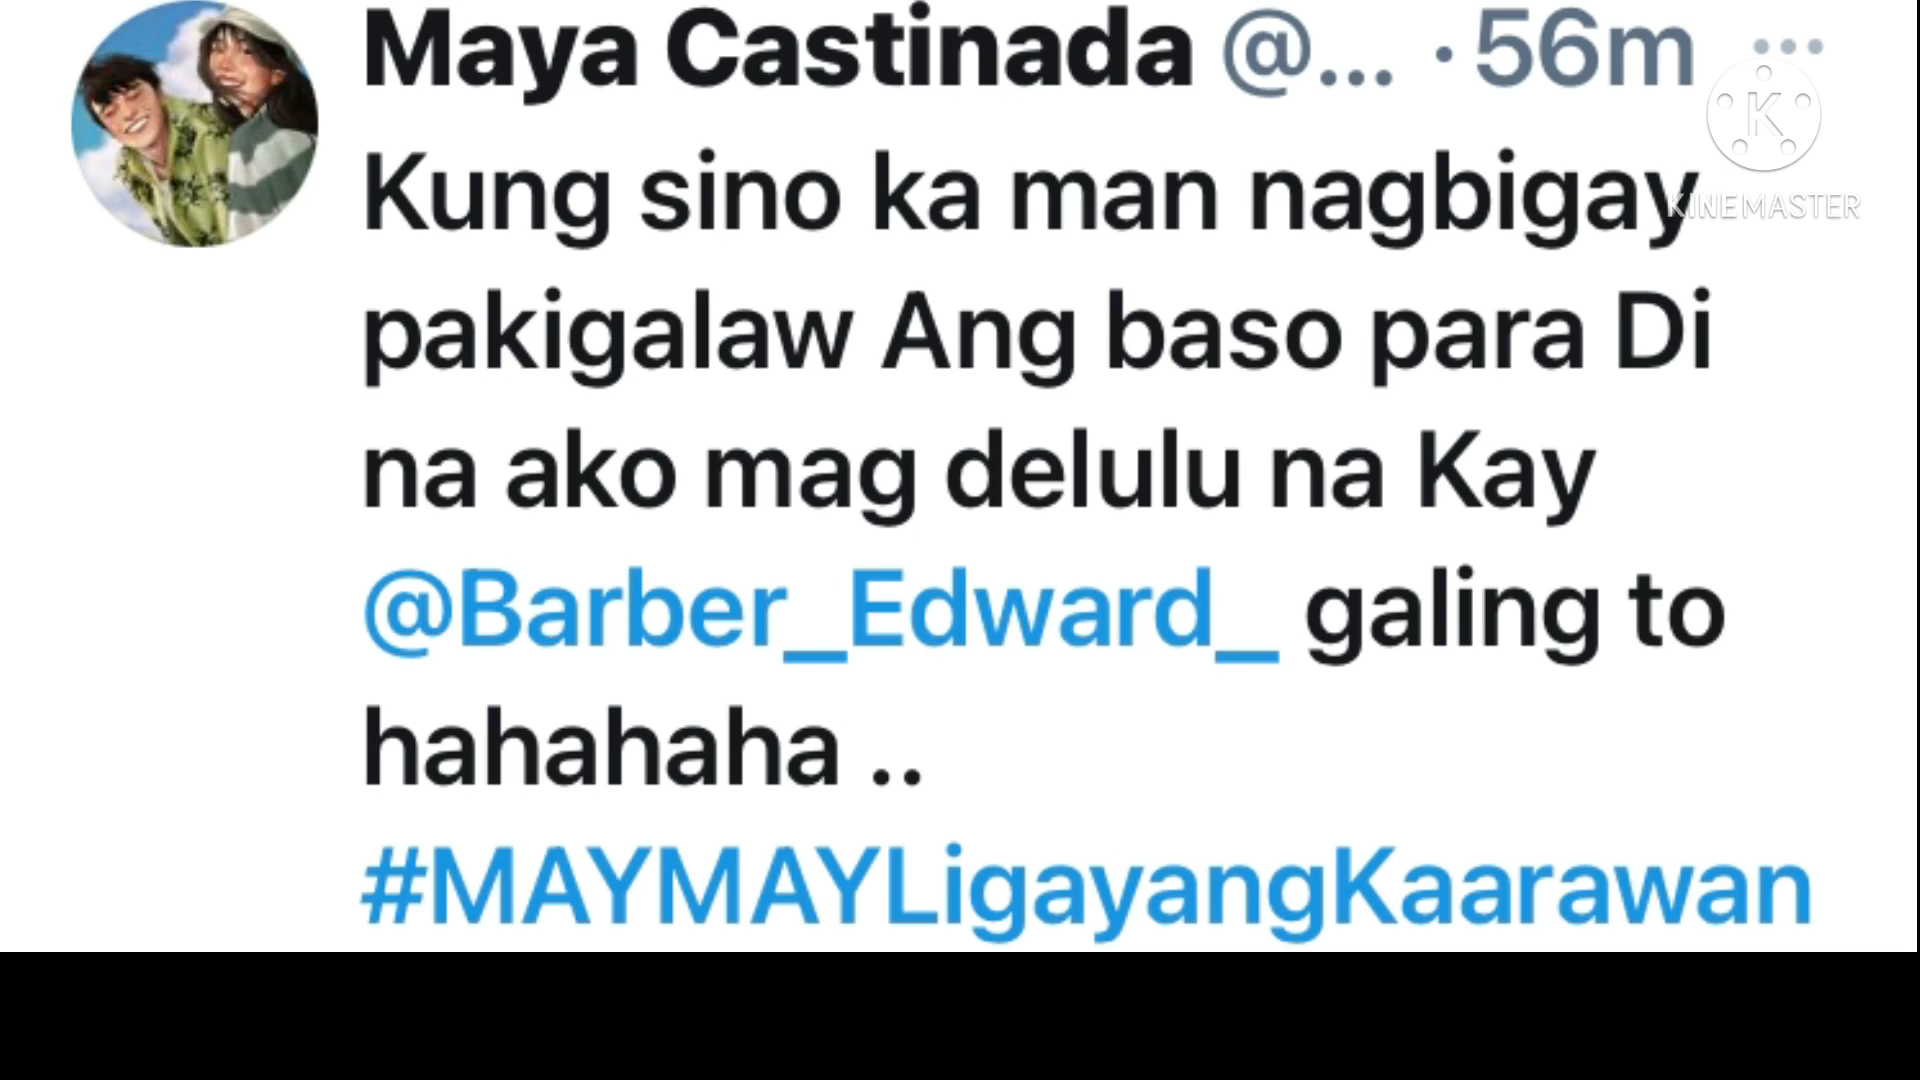 Maya Castinada @... · 56m ...
Kung sino ka man nagbigay
pakigalaw Ang baso para Di
na ako mag delulu na Kay
@Barber_Edward_ galing to
hahahaha ..
#MAYMAYLigayangKaarawan
K
KINEMASTER